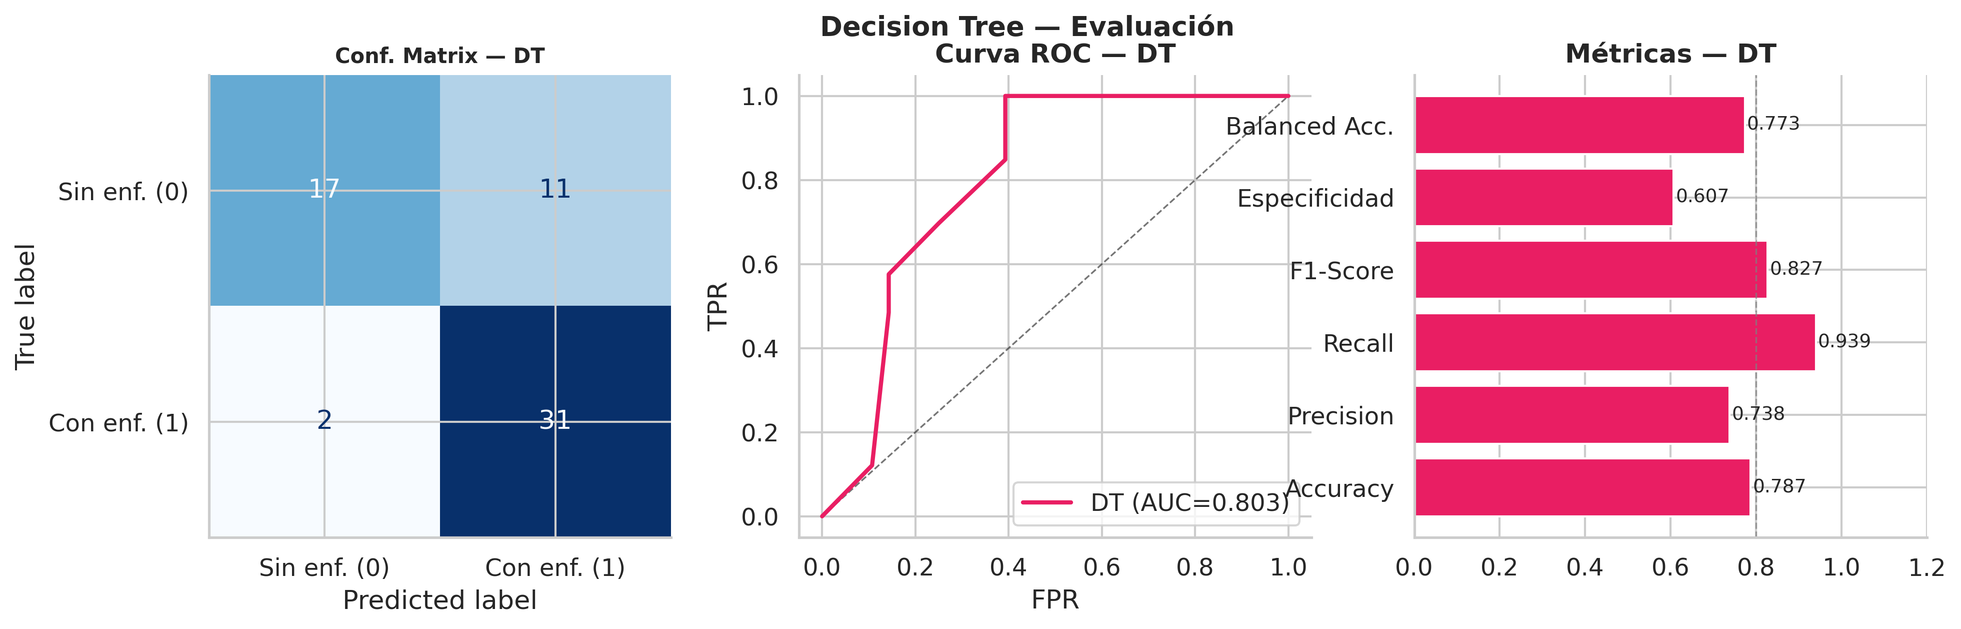 Decision Tree — Evaluación
Conf. Matrix — DT
True label
Sin enf. (0)
Con enf. (1)
17
11
2
31
Sin enf. (0)
Con enf. (1)
Predicted label
Curva ROC — DT
TPR
1.0
0.8
0.6
0.4
0.2
0.0
DT (AUC=0.803)
0.0
0.2
0.4
0.6
0.8
1.0
FPR
Métricas — DT
Balanced Acc.
0.773
Especificidad
0.607
F1-Score
0.827
Recall
0.939
Precision
0.738
Accuracy
0.787
0.0
0.2
0.4
0.6
0.8
1.0
1.2